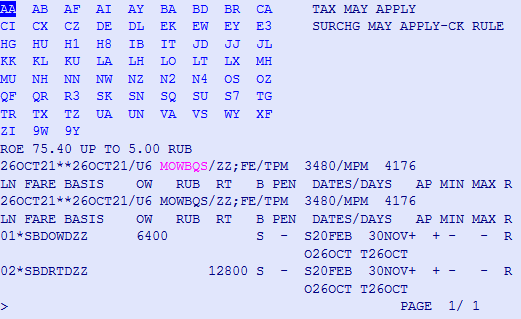 AA AB AF AI AY BA BD BR CA TAX MAY APPLY
CI CX CZ DE DL EK EW EY E3 SURCHG MAY APPLY-CK RULE
HG HU H1 H8 IB IT JD JJ JL
KK KL KU LA LH LO LT LX MH
MU NH NN NW NZ N2 N4 OS OZ
QF QR R3 SK SN SQ SU S7 TG
TR TX TZ UA UN VA VS WY XF
ZI 9W 9Y
ROE 75.40 UP TO 5.00 RUB
26OCT21**26OCT21/U6 MOWBQS/ZZ;FE/TPM 3480/MPM 4176
LN FARE BASIS OW RUB RT B PEN DATES/DAYS AP MIN MAX R
26OCT21**26OCT21/U6 MOWBQS/ZZ;FE/TPM 3480/MPM 4176
LN FARE BASIS OW RUB RT B PEN DATES/DAYS AP MIN MAX R
01*SBDOWDZZ 6400 S - S20FEB 30NOV+ + - - R
O26OCT T26OCT
02*SBDRTDZZ 12800 S - S20FEB 30NOV+ + - - R
O26OCT T26OCT
> PAGE 1/ 1